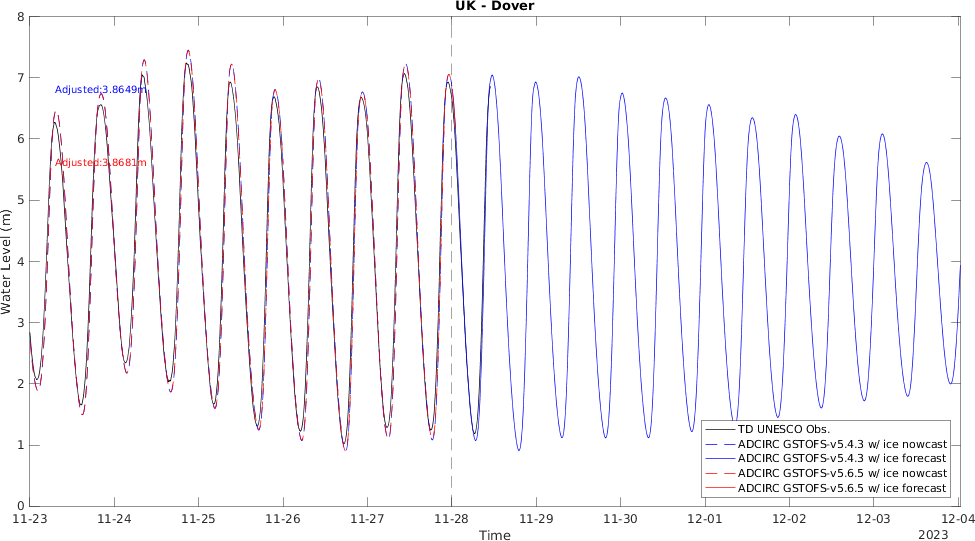 UK - Dover
8
7
6
5
4
3
2
1
0
Water Level (m)
Adjusted:3.8649m
Adjusted:3.8681m
TD UNESCO Obs.
ADCIRC GSTOFS-v5.4.3 w/ ice nowcast
ADCIRC GSTOFS-v5.4.3 w/ ice forecast
ADCIRC GSTOFS-v5.6.5 w/ ice nowcast
ADCIRC GSTOFS-v5.6.5 w/ ice forecast
11-23 11-24 11-25 11-26 11-27 11-28 11-29 11-30 12-01 12-02 12-03 12-04
Time
2023